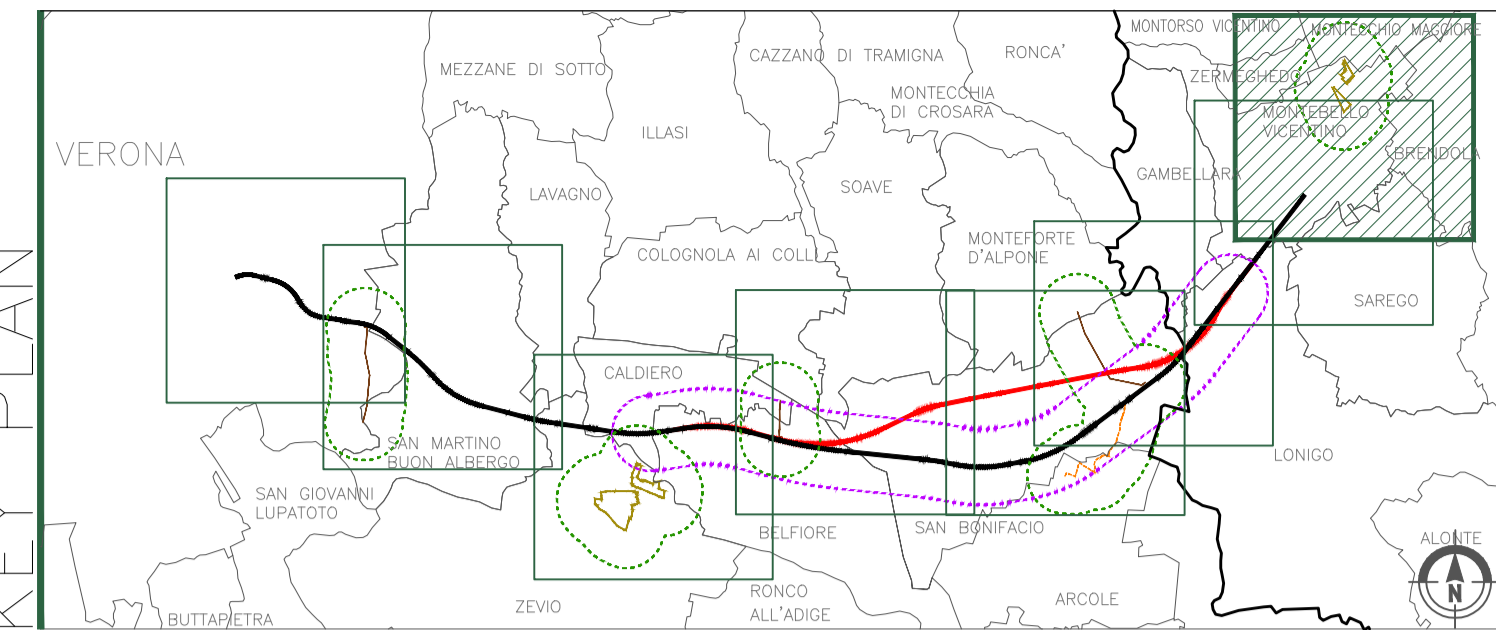 KEY PLAN
MONTORSO VICENTINO
MONTECCHIO MAGGIORE
MEZZANE DI SOTTO
CAZZANO DI TRAMIGNA
RONCA'
ZERMEGHEDO
MONTECCHIA
DI CROSARA
MONTEBELLO
VICENTINO
ILLASI
VERONA
BRENDOLA
GAMBELLARA
LAVAGNO
SOAVE
MONTEFORTE
D'ALPONE
COLOGNOLA AI COLLI
SAREGO
CALDIERO
SAN MARTINO
BUON ALBERGO
LONIGO
SAN GIOVANNI
LUPATOTO
BELFIORE
SAN BONIFACIO
ALONTE
RONCO
ALL'ADIGE
ZEVIO
ARCOLE
BUTTAPIETRA
N